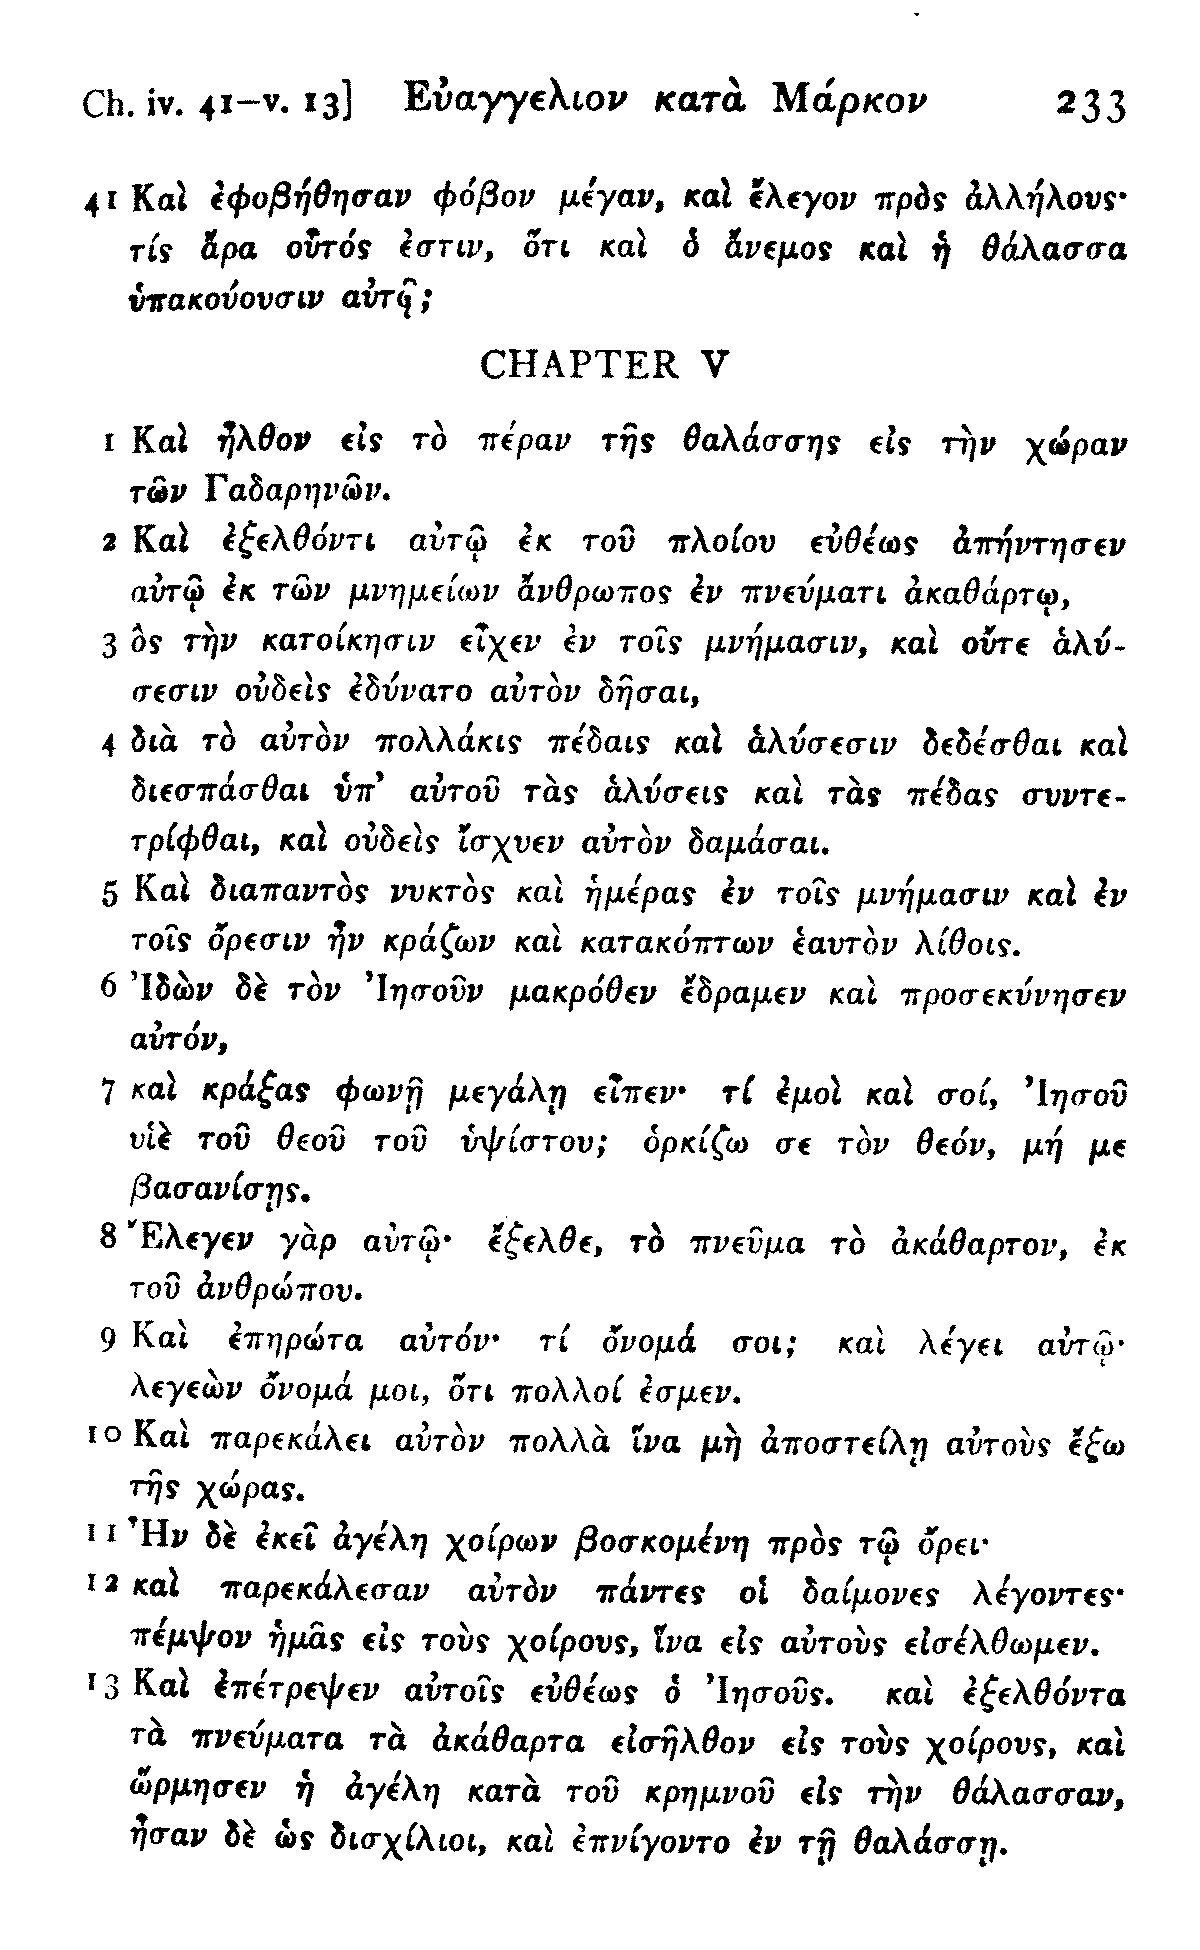 Ch. iv. 41–v. 13] Εὐαγγελιον κατὰ Μάρκον 233
41 Καὶ ἐφοβήθησαν φόβον μέγαν, καὶ ἔλεγον πρὸς ἀλλήλους·
τίς ἄρα οὗτός ἐστιν, ὅτι καὶ ὁ ἄνεμος καὶ ἡ θάλασσα
ὑπακούουσιν αὐτῷ;
CHAPTER V
1 Καὶ ἦλθον εἰς τὸ πέραν τῆς θαλάσσης εἰς τὴν χώραν
τῶν Γαδαρηνῶν.
2 Καὶ ἐξελθόντι αὐτῷ ἐκ τοῦ πλοίου εὐθέως ἀπήντησεν
αὐτῷ ἐκ τῶν μνημείων ἄνθρωπος ἐν πνεύματι ἀκαθάρτῳ,
3 ὃς τὴν κατοίκησιν εἶχεν ἐν τοῖς μνήμασιν, καὶ οὔτε ἁλύ-
σεσιν οὐδεὶς ἐδύνατο αὐτὸν δῆσαι,
4 διὰ τὸ αὐτὸν πολλάκις πέδαις καὶ ἁλύσεσιν δεδέσθαι καὶ
διεσπάσθαι ὑπ’ αὐτοῦ τὰς ἁλύσεις καὶ τὰς πέδας συντε-
τρίφθαι, καὶ οὐδεὶς ἴσχυεν αὐτὸν δαμάσαι.
5 Καὶ διαπαντὸς νυκτὸς καὶ ἡμέρας ἐν τοῖς μνήμασιν καὶ ἐν
τοῖς ὄρεσιν ἦν κράζων καὶ κατακόπτων ἑαυτὸν λίθοις.
6 Ἰδὼν δὲ τὸν Ἰησοῦν μακρόθεν ἔδραμεν καὶ προσεκύνησεν
αὐτόν,
7 καὶ κράξας φωνῇ μεγάλῃ εἶπεν· τί ἐμοὶ καὶ σοί, Ἰησοῦ
υἱὲ τοῦ θεοῦ τοῦ ὑψίστου; ὁρκίζω σε τὸν θεόν, μή με
βασανίσῃς.
8 Ἔλεγεν γὰρ αὐτῷ· ἔξελθε, τὸ πνεῦμα τὸ ἀκάθαρτον, ἐκ
τοῦ ἀνθρώπου.
9 Καὶ ἐπηρώτα αὐτόν· τί ὄνομά σοι; καὶ λέγει αὐτῷ·
λεγεὼν ὄνομά μοι, ὅτι πολλοί ἐσμεν.
10 Καὶ παρεκάλει αὐτὸν πολλὰ ἵνα μὴ ἀποστείλῃ αὐτοὺς ἔξω
τῆς χώρας.
11 Ἦν δὲ ἐκεῖ ἀγέλη χοίρων βοσκομένη πρὸς τῷ ὄρει·
12 καὶ παρεκάλεσαν αὐτὸν πάντες οἱ δαίμονες λέγοντες·
πέμψον ἡμᾶς εἰς τοὺς χοίρους, ἵνα εἰς αὐτοὺς εἰσέλθωμεν.
13 Καὶ ἐπέτρεψεν αὐτοῖς εὐθέως ὁ Ἰησοῦς. καὶ ἐξελθόντα
τὰ πνεύματα τὰ ἀκάθαρτα εἰσῆλθον εἰς τοὺς χοίρους, καὶ
ὥρμησεν ἡ ἀγέλη κατὰ τοῦ κρημνοῦ εἰς τὴν θάλασσαν,
ἦσαν δὲ ὡς δισχίλιοι, καὶ ἐπνίγοντο ἐν τῇ θαλάσσῃ.